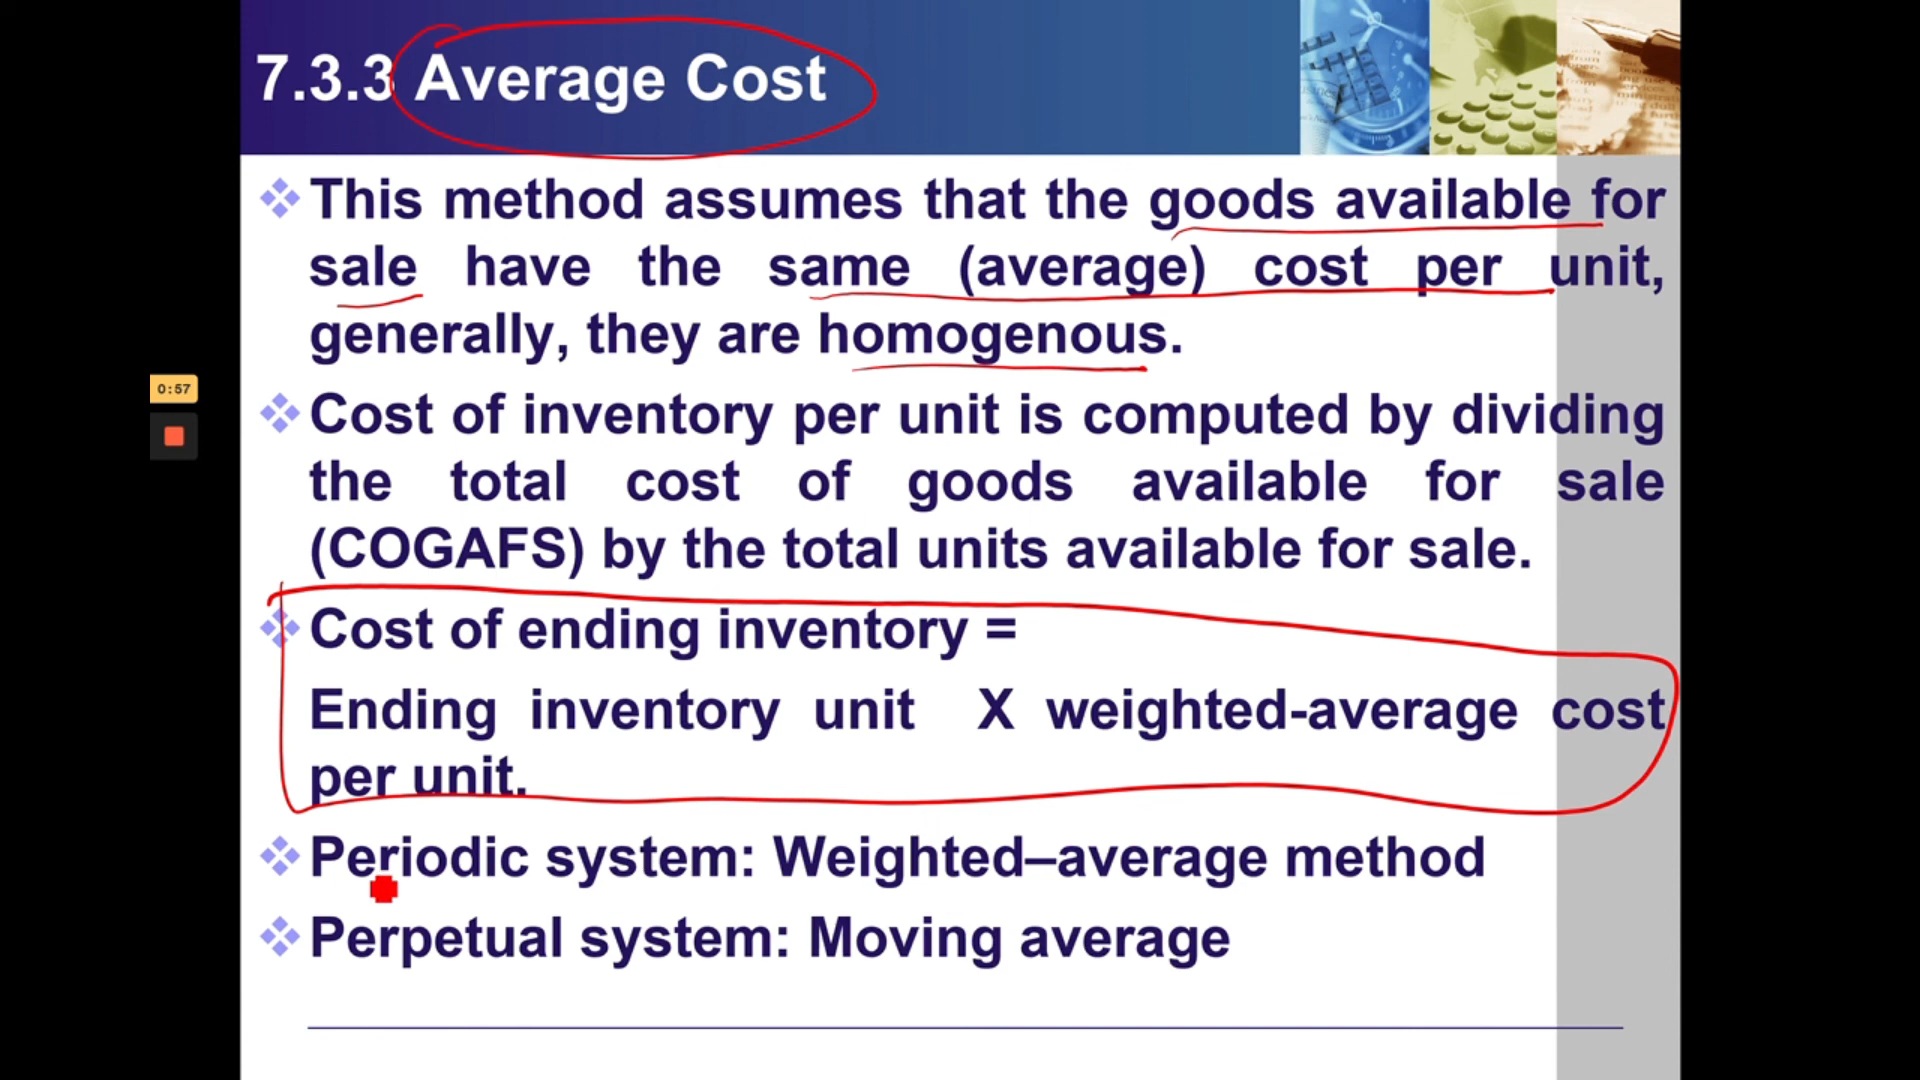 7.3.3 Average Cost
This method assumes that the goods available for
sale have the same (average) cost per unit,
generally, they are homogenous.
Cost of inventory per unit is computed by dividing
the total cost of goods available for sale
(COGAFS) by the total units available for sale.
Cost of ending inventory =
Ending inventory unit X weighted-average cost
per unit.
Periodic system: Weighted–average method
Perpetual system: Moving average
0:57